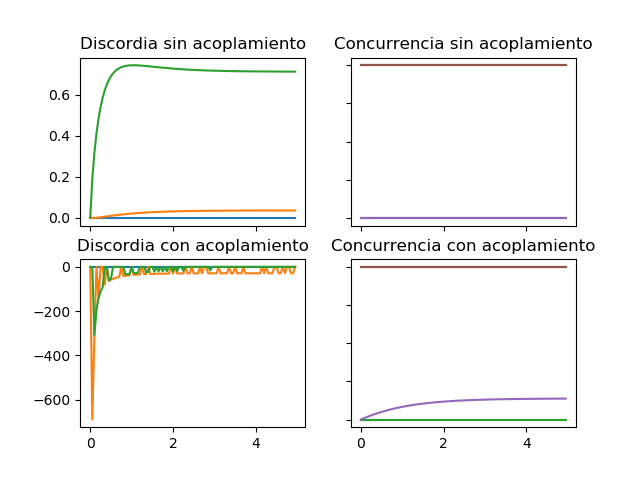 Discordia sin acoplamiento
Concurrencia sin acoplamiento
0.6
0.4
0.2
0.0
Discordia con acoplamiento
Concurrencia con acoplamiento
0
−200
−400
−600
0 2 4
0 2 4